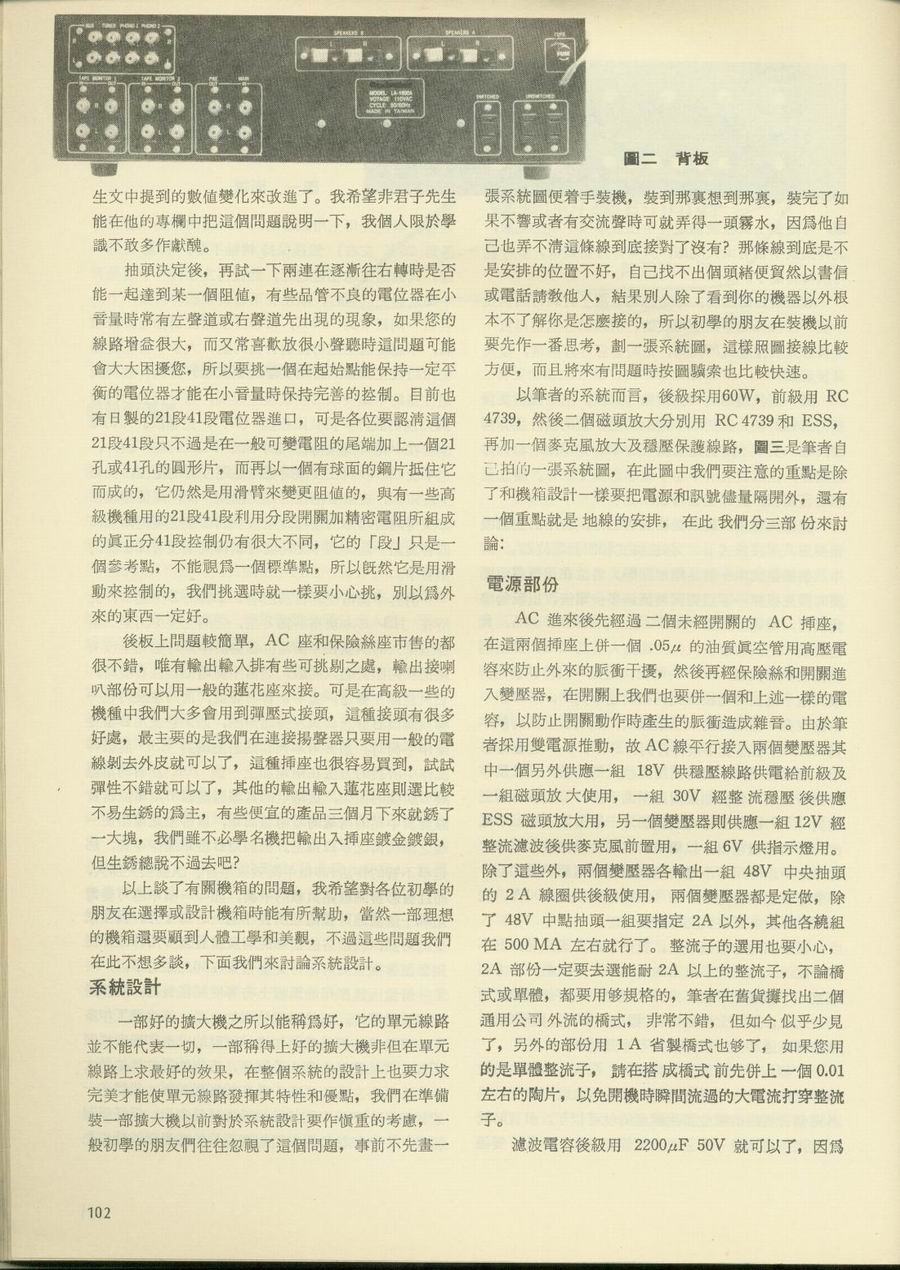 AUX TUNER PHONO 2 PHONO 1
R R
L L
SPEAKERS B
R L
SPEAKERS A
R L
FUSE
TAPE MONITOR 1
IN OUT
TAPE MONITOR 2
IN OUT
PRE OUT
MAIN IN
R R R
L L L
MODEL LA-1600A
VOTAGE 110VAC
CYCLE 50/60Hz
MADE IN TAIWAN
SWITCHED
UNSWITCHED
圖二 背板
生文中提到的數値變化來改進了。我希望非君子先生
能在他的專欄中把這個問題說明一下，我個人限於學
識不敢多作獻醜。
抽頭決定後，再試一下兩連在逐漸往右轉時是否
能一起達到某一個阻値，有些品管不良的電位器在小
音量時常有左聲道或右聲道先出現的現象，如果您的
線路增益很大，而又常喜歡放很小聲聽時這問題可能
會大大困擾您，所以要挑一個在起始點能保持一定平
衡的電位器才能在小音量時保持完善的控制。目前也
有日製的21段41段電位器進口，可是各位要認淸這個
21段41段只不過是在一般可變電阻的尾端加上一個21
孔或41孔的圓形片，而再以一個有球面的鋼片抵住它
而成的，它仍然是用滑臂來變更阻値的，與有一些高
級機種用的21段41段利用分段開關加精密電阻所組成
的眞正分41段控制仍有很大不同，它的「段」只是一
個參考點，不能視爲一個標準點，所以旣然它是用滑
動來控制的，我們挑選時就一樣要小心挑，別以爲外
來的東西一定好。
後板上問題較簡單，AC 座和保險絲座市售的都
很不錯，唯有輸出輸入排有些可挑剔之處，輸出接喇
叭部份可以用一般的蓮花座來接。可是在高級一些的
機種中我們大多會用到彈壓式接頭，這種接頭有很多
好處，最主要的是我們在連接揚聲器只要用一般的電
線剝去外皮就可以了，這種挿座也很容易買到，試試
彈性不錯就可以了，其他的輸出輸入蓮花座則選比較
不易生銹的爲主，有些便宜的產品三個月下來就銹了
一大塊，我們雖不必學名機把輸出入挿座鍍金鍍銀，
但生銹總說不過去吧？
以上談了有關機箱的問題，我希望對各位初學的
朋友在選擇或設計機箱時能有所幫助，當然一部理想
的機箱還要顧到人體工學和美觀，不過這些問題我們
在此不想多談，下面我們來討論系統設計。
系統設計
一部好的擴大機之所以能稱爲好，它的單元線路
並不能代表一切，一部稱得上好的擴大機非但在單元
線路上求最好的效果，在整個系統的設計上也要力求
完美才能使單元線路發揮其特性和優點，我們在準備
裝一部擴大機以前對於系統設計要作愼重的考慮，一
般初學的朋友們往往忽視了這個問題，事前不先畫一
張系統圖便着手裝機，裝到那裏想到那裏，裝完了如
果不響或者有交流聲時可就弄得一頭霧水，因爲他自
己也弄不清這條線到底接對了沒有？那條線到底是不
是安排的位置不好，自己找不出個頭緒便貿然以書信
或電話請敎他人，結果別人除了看到你的機器以外根
本不了解你是怎麼接的，所以初學的朋友在裝機以前
要先作一番思考，劃一張系統圖，這樣照圖接線比較
方便，而且將來有問題時按圖驥索也比較快速。
以筆者的系統而言，後級採用60W，前級用 RC
4739，然後二個磁頭放大分別用 RC 4739 和 ESS，
再加一個麥克風放大及穩壓保護線路，圖三是筆者自
己拍的一張系統圖，在此圖中我們要注意的重點是除
了和機箱設計一樣要把電源和訊號儘量隔開外，還有
一個重點就是 地線的安排， 在此 我們分三部 份來討
論：
電源部份
AC 進來後先經過 二個未經開關的 AC 挿座，
在這兩個挿座上併一個 .05μ 的油質眞空管用高壓電
容來防止外來的脈衝干擾，然後再經保險絲和開關進
入變壓器，在開關上我們也要併一個和上述一樣的電
容，以防止開關動作時產生的脈衝造成雜音。由於筆
者採用雙電源推動，故 AC 線平行接入兩個變壓器其
中一個另外供應一組 18V 供穩壓線路供電給前級及
一組磁頭放 大使用， 一組 30V 經整 流穩壓 後供應
ESS 磁頭放大用，另一個變壓器則供應一組 12V 經
整流濾波後供麥克風前置用，一組 6V 供指示燈用。
除了這些外，兩個變壓器各輸出一組 48V 中央抽頭
的 2 A 線圈供後級使用， 兩個變壓器都是定做，除
了 48V 中點抽頭一組要指定 2A 以外，其他各繞組
在 500 MA 左右就行了。 整流子的選用也要小心，
2A 部份一定要去選能耐 2A 以上的整流子，不論橋
式或單體，都要用够規格的，筆者在舊貨攤找出二個
通用公司 外流的橋式， 非常不錯， 但如今 似乎少見
了，另外的部份用 1 A 省製橋式也够了， 如果您用
的是單體整流子， 請在搭 成橋式 前先併上 一個 0.01
左右的陶片，以免開機時瞬間流過的大電流打穿整流
子。
濾波電容後級用 2200μF 50V 就可以了，因爲
102